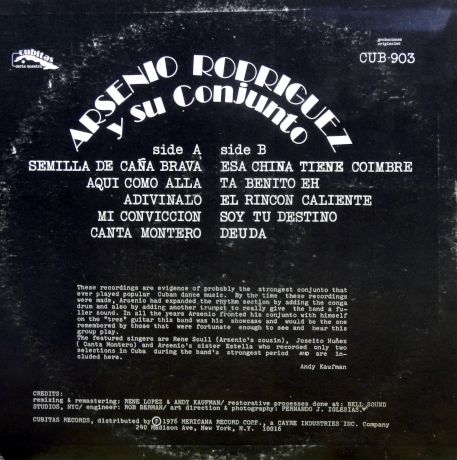 grabaciones
originales
cubitas
serie maestra
CUB-903
ARSENIO RODRIGUEZ
y su Conjunto
side A side B
SEMILLA DE CAÑA BRAVA ESA CHINA TIENE COIMBRE
AQUI COMO ALLA TA BENITO EH
ADIVINALO EL RINCON CALIENTE
MI CONVICCION SOY TU DESTINO
CANTA MONTERO DEUDA
These recordings are evidence of probably the strongest conjunto that
ever played popular Cuban dance music. By the time these recordings
were made, Arsenio had expanded the rhythm section by adding the conga
drum and also by adding another trumpet to really give the band a fu-
ller sound. In all the years Arsenio fronted his conjunto with himself
on the "tres" guitar this band was his showcase and would be the one
remembered by those that were fortunate enough to see and hear this
group play.
The featured singers are Rene Scull (Arsenio's cousin), Joseito Nuñez
( Canta Montero) and Arsenio's sister Estella who recorded only two
selections in Cuba during the band's strongest period AND are in-
cluded here.
Andy Kaufman
CREDITS:
remixing & remastering: RENE LOPEZ & ANDY KAUFMAN/ restorative processes done at: BELL SOUND
STUDIOS, NYC/ engineer: ROB BERMAN/ art direction & photography: FERNANDO J. IGLESIAS.
CUBITAS RECORDS, distributed by Ⓟ 1976 MERICANA RECORD CORP., a CAYRE INDUSTRIES INC. Company
240 Madison Ave, New York, N.Y. 10016